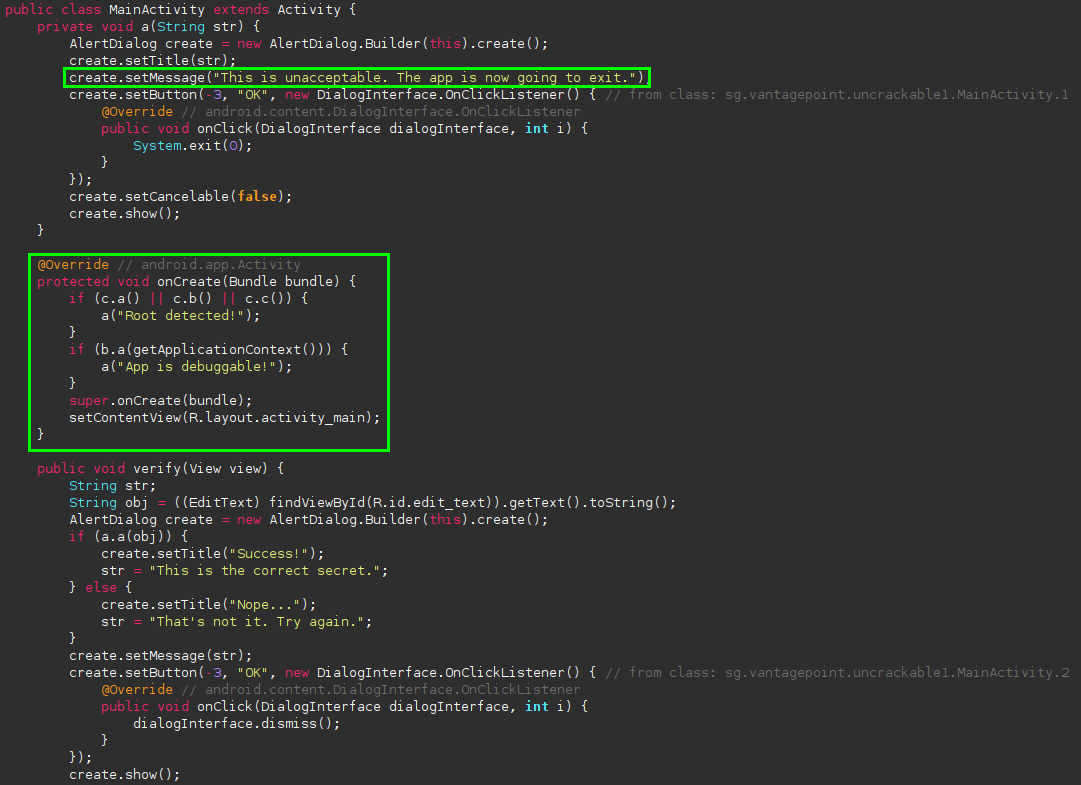 public class MainActivity extends Activity {
    private void a(String str) {
        AlertDialog create = new AlertDialog.Builder(this).create();
        create.setTitle(str);
        create.setMessage("This is unacceptable. The app is now going to exit.")
        create.setButton(-3, "OK", new DialogInterface.OnClickListener() { // from class: sg.vantagepoint.uncrackable1.MainActivity.1
            @Override // android.content.DialogInterface.OnClickListener
            public void onClick(DialogInterface dialogInterface, int i) {
                System.exit(0);
            }
        });
        create.setCancelable(false);
        create.show();
    }
    @Override // android.app.Activity
    protected void onCreate(Bundle bundle) {
        if (c.a() || c.b() || c.c()) {
            a("Root detected!");
        }
        if (b.a(getApplicationContext())) {
            a("App is debuggable!");
        }
        super.onCreate(bundle);
        setContentView(R.layout.activity_main);
    }
    public void verify(View view) {
        String str;
        String obj = ((EditText) findViewById(R.id.edit_text)).getText().toString();
        AlertDialog create = new AlertDialog.Builder(this).create();
        if (a.a(obj)) {
            create.setTitle("Success!");
            str = "This is the correct secret.";
        } else {
            create.setTitle("Nope...");
            str = "That's not it. Try again.";
        }
        create.setMessage(str);
        create.setButton(-3, "OK", new DialogInterface.OnClickListener() { // from class: sg.vantagepoint.uncrackable1.MainActivity.2
            @Override // android.content.DialogInterface.OnClickListener
            public void onClick(DialogInterface dialogInterface, int i) {
                dialogInterface.dismiss();
            }
        });
        create.show();